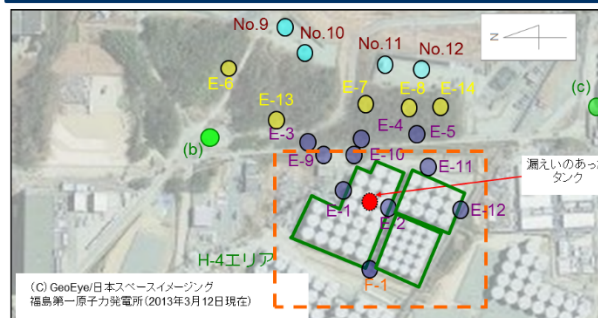 No.9
No.10
No.11
No.12
N
E-6
E-7
E-8
E-14
(c)
E-13
E-3
E-4
E-5
(b)
E-9
E-10
E-11
漏えいのあっ
タンク
E-1
E-2
E-12
H-4エリア
F-1
(C) GeoEye/日本スペースイメージング
福島第一原子力発電所(2013年3月12日現在)